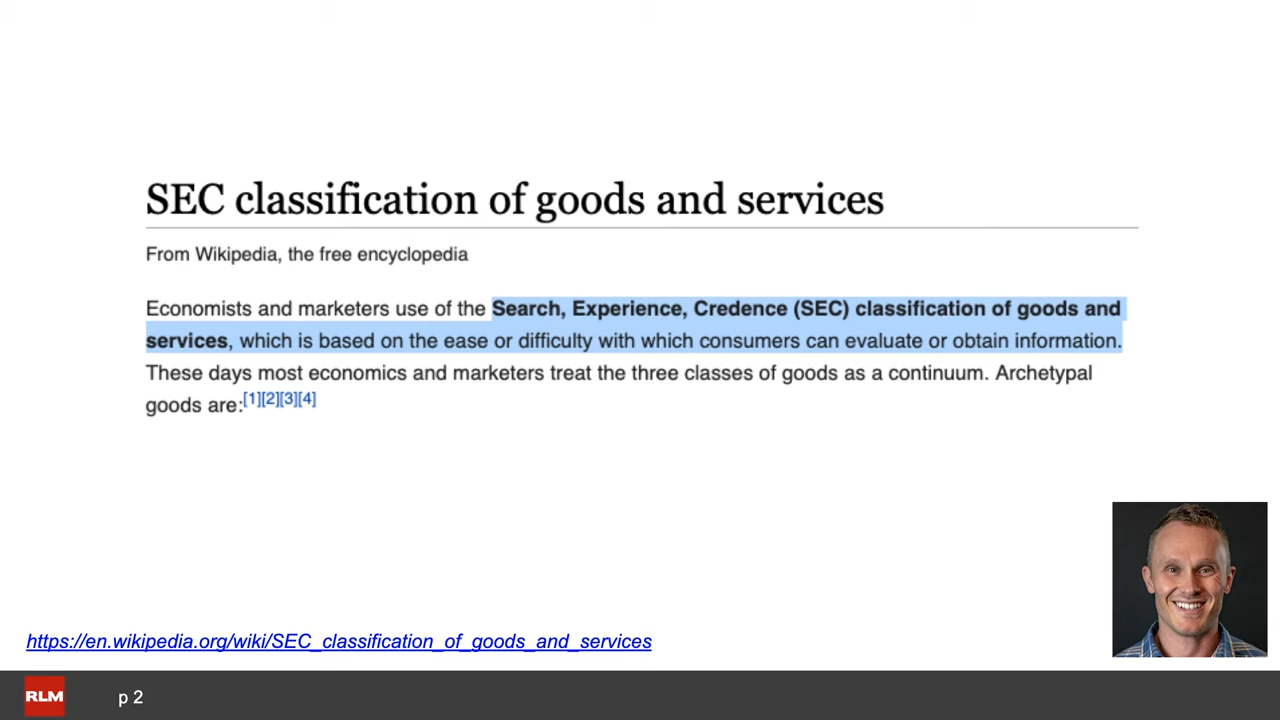 SEC classification of goods and services
From Wikipedia, the free encyclopedia
Economists and marketers use of the Search, Experience, Credence (SEC) classification of goods and
services, which is based on the ease or difficulty with which consumers can evaluate or obtain information.
These days most economics and marketers treat the three classes of goods as a continuum. Archetypal
goods are:[1][2][3][4]
https://en.wikipedia.org/wiki/SEC_classification_of_goods_and_services
RLM
p 2